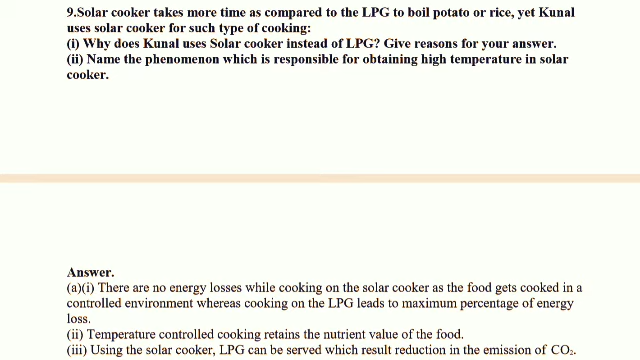 9.Solar cooker takes more time as compared to the LPG to boil potato or rice, yet Kunal
uses solar cooker for such type of cooking:
(i) Why does Kunal uses Solar cooker instead of LPG? Give reasons for your answer.
(ii) Name the phenomenon which is responsible for obtaining high temperature in solar
cooker.
Answer.
(a)(i) There are no energy losses while cooking on the solar cooker as the food gets cooked in a
controlled environment whereas cooking on the LPG leads to maximum percentage of energy
loss.
(ii) Temperature controlled cooking retains the nutrient value of the food.
(iii) Using the solar cooker, LPG can be served which result reduction in the emission of CO₂.